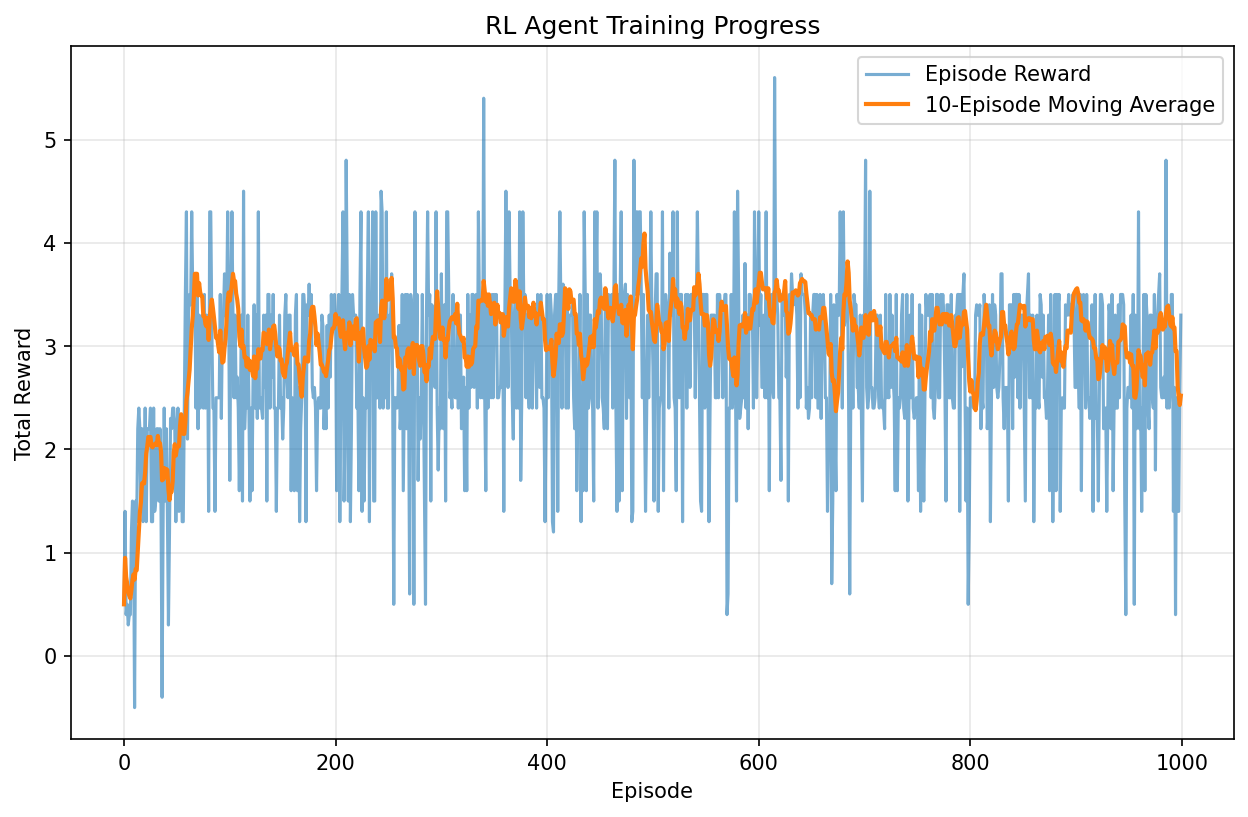 RL Agent Training Progress
Episode Reward
10-Episode Moving Average
Total Reward
5
4
3
2
1
0
0 200 400 600 800 1000
Episode